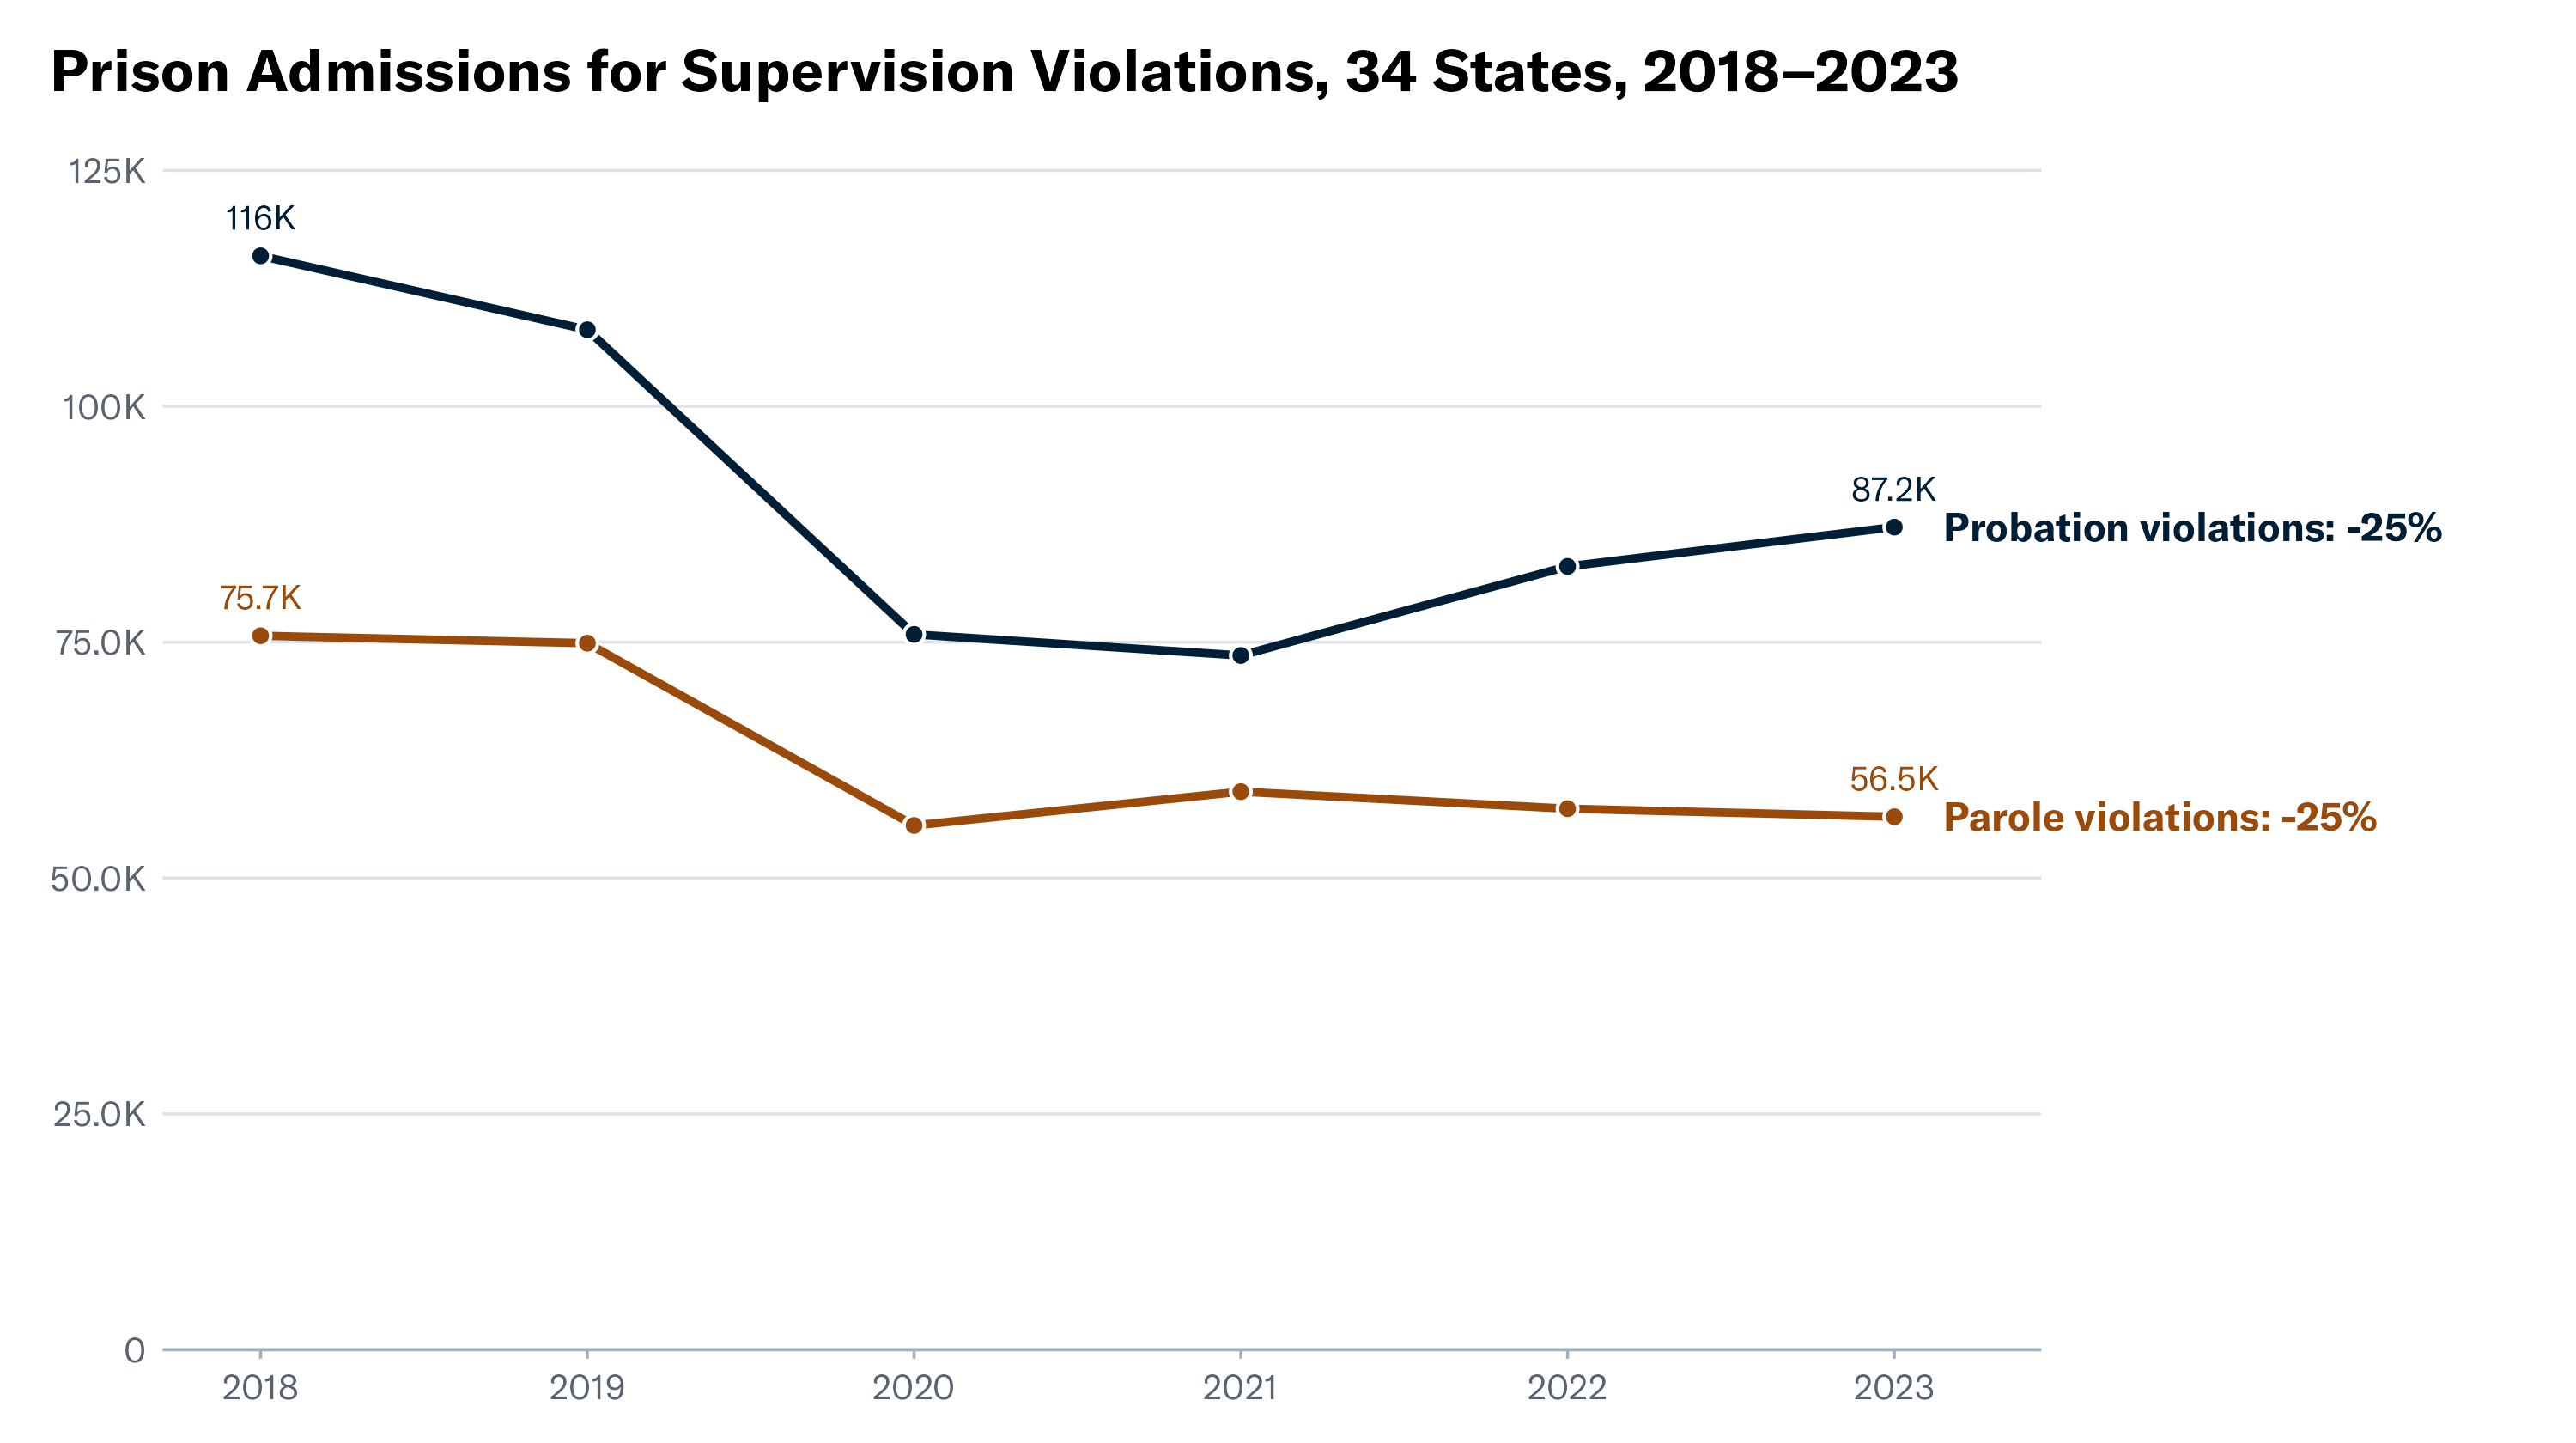 Prison Admissions for Supervision Violations, 34 States, 2018–2023
125K
116K
100K
87.2K
Probation violations: -25%
75.7K
75.0K
56.5K
Parole violations: -25%
50.0K
25.0K
0
2018 2019 2020 2021 2022 2023